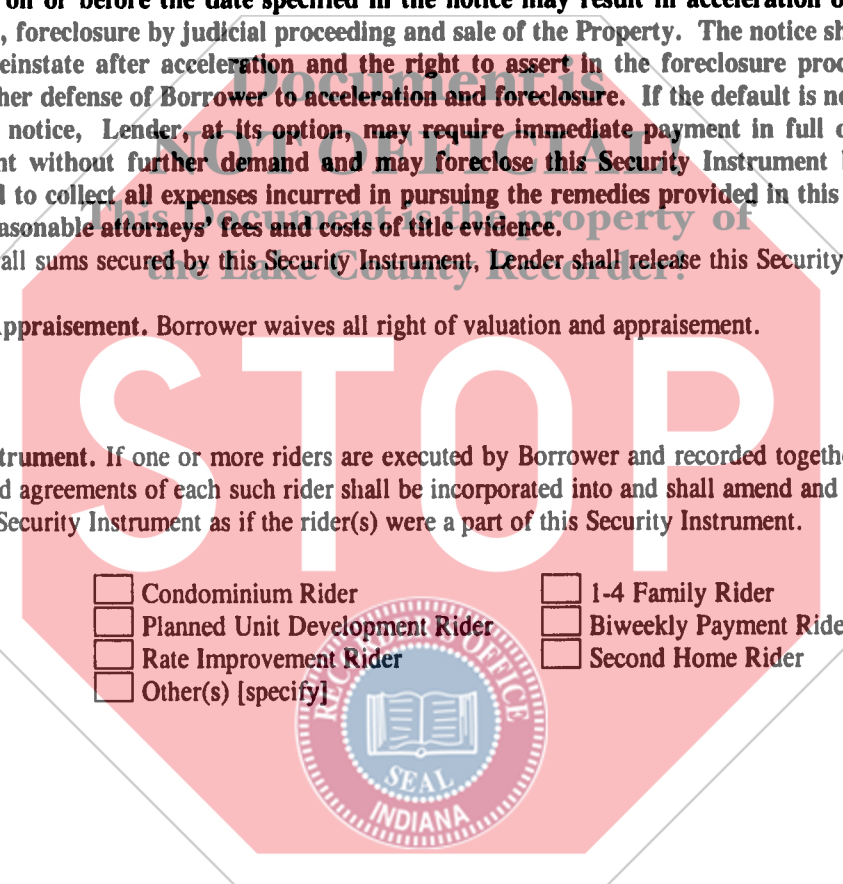 on or before the date specified in the notice may result in acceleration o
, foreclosure by judicial proceeding and sale of the Property. The notice sh
einstate after acceleration and the right to assert in the foreclosure proc
Document is
her defense of Borrower to acceleration and foreclosure. If the default is no
notice, Lender, at its option, may require immediate payment in full o
NOT OFFICIAL
nt without further demand and may foreclose this Security Instrument
d to collect all expenses incurred in pursuing the remedies provided in this
This Document is the property of
asonable attorneys' fees and costs of title evidence.
all sums secured by this Security Instrument, Lender shall release this Security
the Lake County Recorder!
Appraisement. Borrower waives all right of valuation and appraisement.
STOP
trument. If one or more riders are executed by Borrower and recorded togethe
d agreements of each such rider shall be incorporated into and shall amend and
Security Instrument as if the rider(s) were a part of this Security Instrument.
Condominium Rider
1-4 Family Rider
Planned Unit Development Rider
Biweekly Payment Ride
Rate Improvement Rider
Second Home Rider
Other(s) [specify]
RECORDER'S OFFICE
SEAL
INDIANA